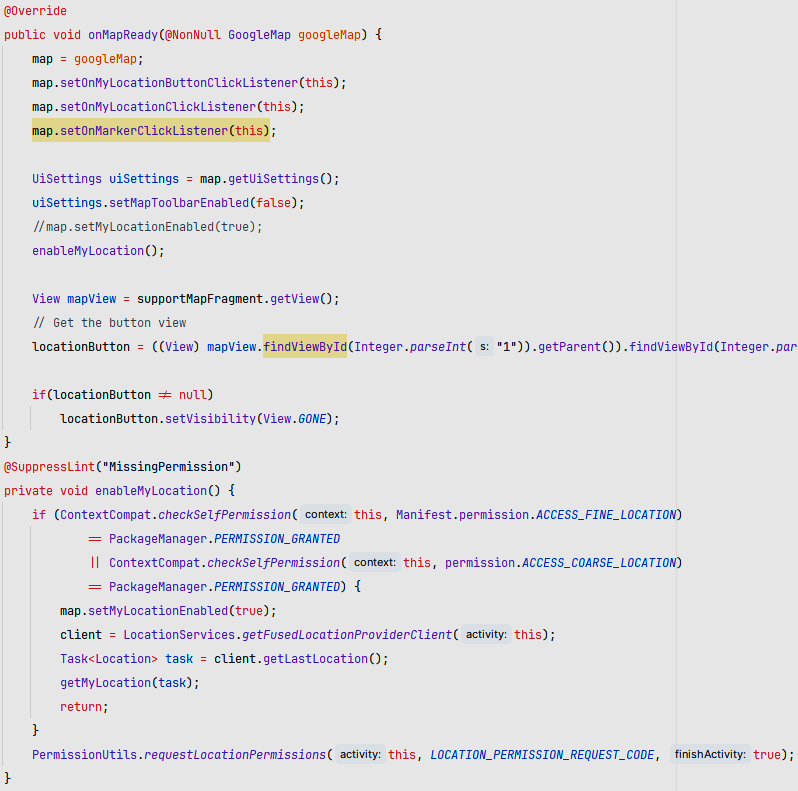 @Override
public void onMapReady(@NonNull GoogleMap googleMap) {
map = googleMap;
map.setOnMyLocationButtonClickListener(this);
map.setOnMyLocationClickListener(this);
map.setOnMarkerClickListener(this);
UiSettings uiSettings = map.getUiSettings();
uiSettings.setMapToolbarEnabled(false);
//map.setMyLocationEnabled(true);
enableMyLocation();
View mapView = supportMapFragment.getView();
// Get the button view
locationButton = ((View) mapView.findViewById(Integer.parseInt( s: "1")).getParent()).findViewById(Integer.par
if(locationButton != null)
locationButton.setVisibility(View.GONE);
}
@SuppressLint("MissingPermission")
private void enableMyLocation() {
if (ContextCompat.checkSelfPermission( context: this, Manifest.permission.ACCESS_FINE_LOCATION)
== PackageManager.PERMISSION_GRANTED
|| ContextCompat.checkSelfPermission( context: this, permission.ACCESS_COARSE_LOCATION)
== PackageManager.PERMISSION_GRANTED) {
map.setMyLocationEnabled(true);
client = LocationServices.getFusedLocationProviderClient( activity: this);
Task<Location> task = client.getLastLocation();
getMyLocation(task);
return;
}
PermissionUtils.requestLocationPermissions( activity: this, LOCATION_PERMISSION_REQUEST_CODE, finishActivity: true);
}